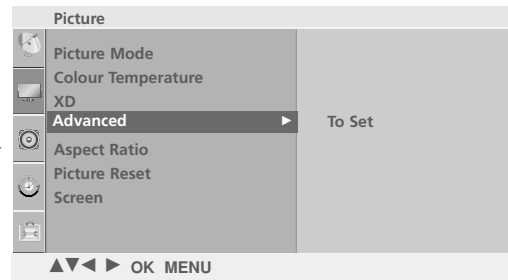 Picture
Picture Mode
Colour Temperature
XD
Advanced ► To Set
Aspect Ratio
Picture Reset
Screen
▲▼◄ ► OK MENU